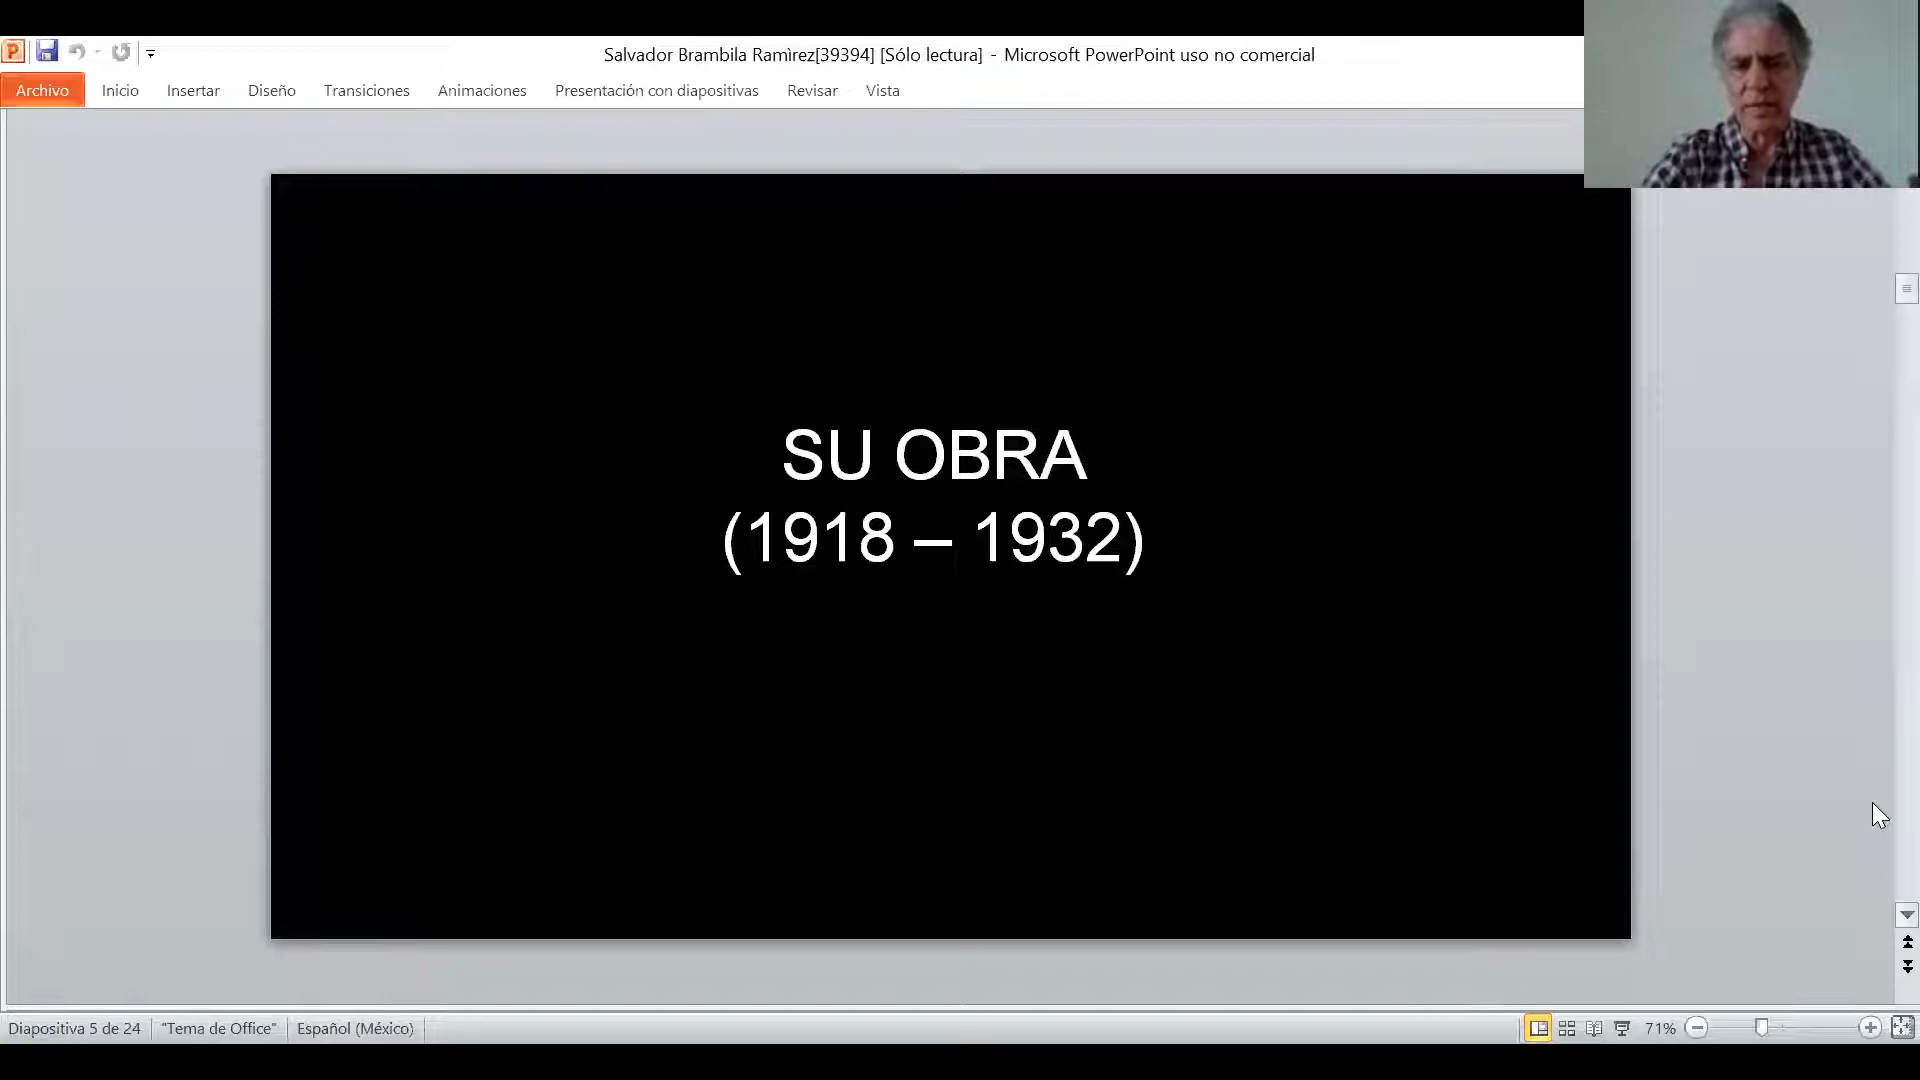 Salvador Brambila Ramìrez[39394] [Sólo lectura] - Microsoft PowerPoint uso no comercial
Archivo Inicio Insertar Diseño Transiciones Animaciones Presentación con diapositivas Revisar Vista
SU OBRA
(1918 – 1932)
Diapositiva 5 de 24 "Tema de Office" Español (México) 71%